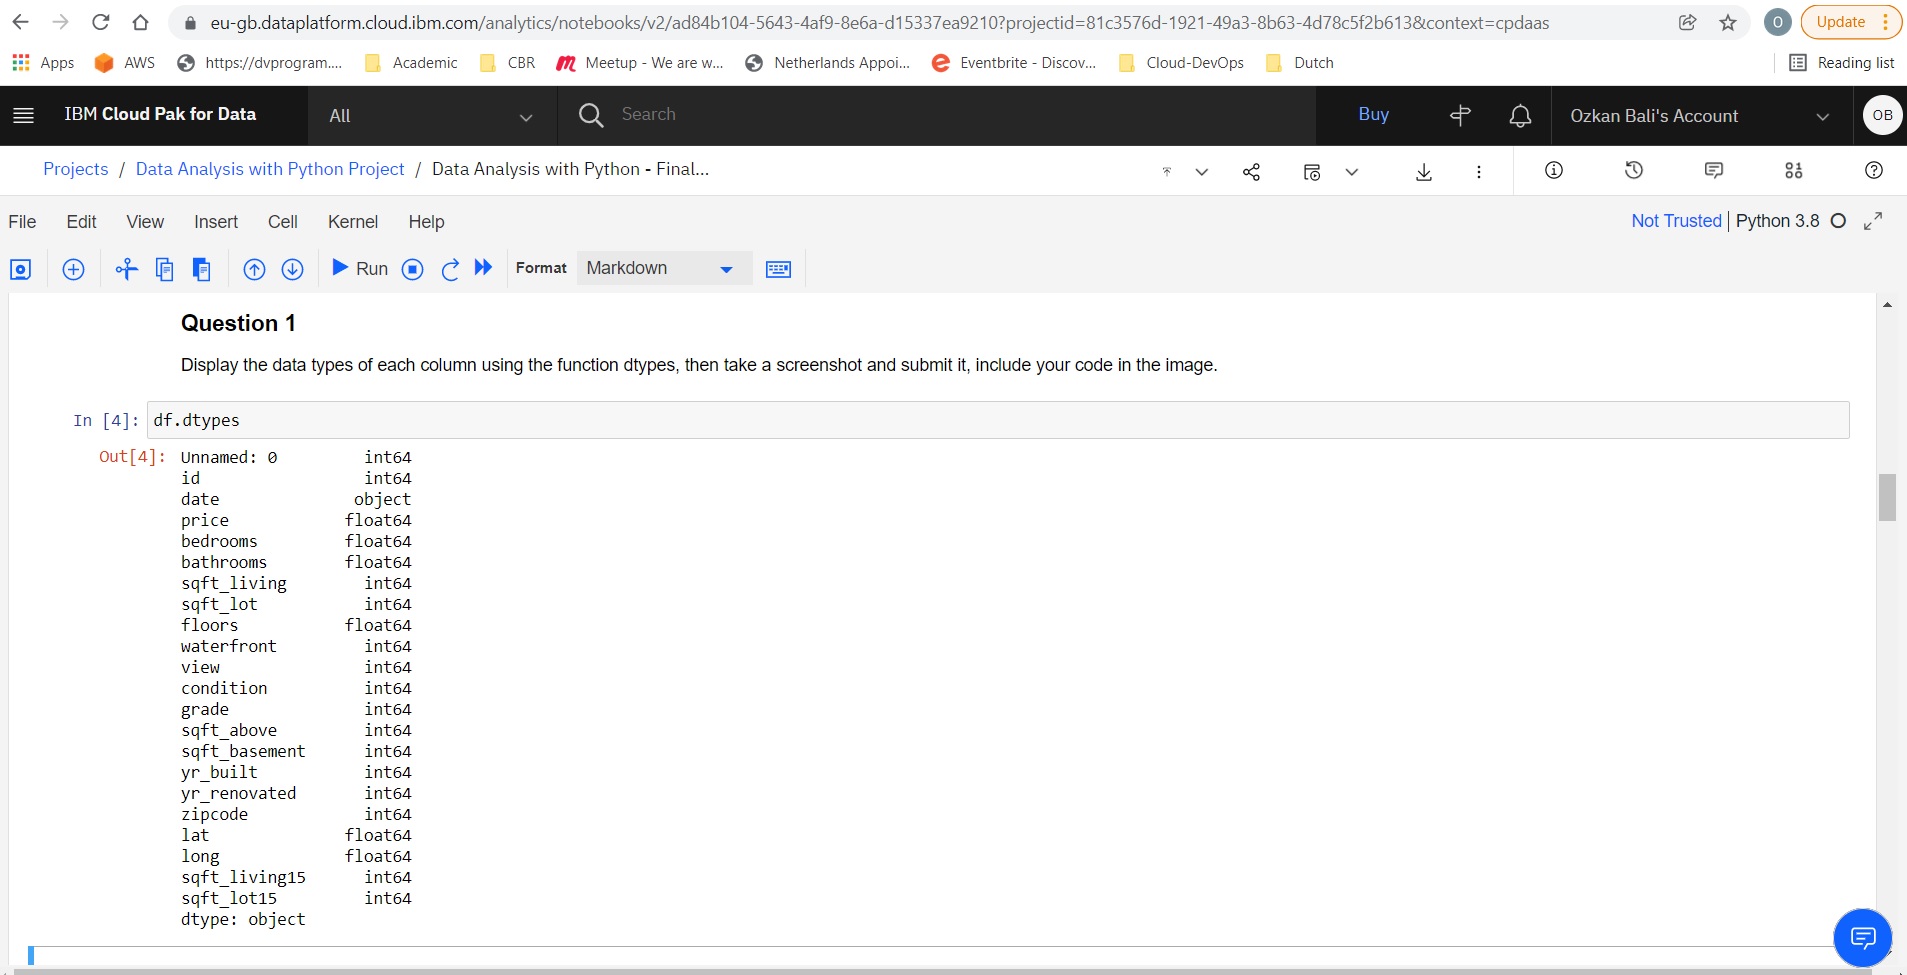 eu-gb.dataplatform.cloud.ibm.com/analytics/notebooks/v2/ad84b104-5643-4af9-8e6a-d15337ea9210?projectid=81c3576d-1921-49a3-8b63-4d78c5f2b613&context=cpdaas O Update
Apps AWS https://dvprogram.... Academic CBR Meetup - We are w... Netherlands Appoi... Eventbrite - Discov... Cloud-DevOps Dutch Reading list
IBM Cloud Pak for Data All Search Buy Ozkan Bali's Account OB
Projects / Data Analysis with Python Project / Data Analysis with Python - Final...
File Edit View Insert Cell Kernel Help Not Trusted Python 3.8
Run Format Markdown
Question 1
Display the data types of each column using the function dtypes, then take a screenshot and submit it, include your code in the image.
In [4]: df.dtypes
Out[4]: Unnamed: 0 int64
id int64
date object
price float64
bedrooms float64
bathrooms float64
sqft_living int64
sqft_lot int64
floors float64
waterfront int64
view int64
condition int64
grade int64
sqft_above int64
sqft_basement int64
yr_built int64
yr_renovated int64
zipcode int64
lat float64
long float64
sqft_living15 int64
sqft_lot15 int64
dtype: object